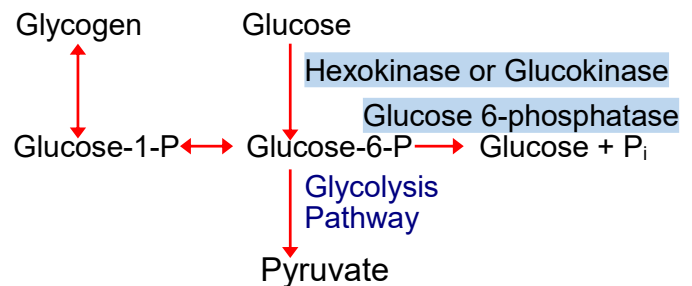 Glycogen Glucose
Hexokinase or Glucokinase
Glucose 6-phosphatase
Glucose-1-P Glucose-6-P Glucose + Pi
Glycolysis
Pathway
Pyruvate